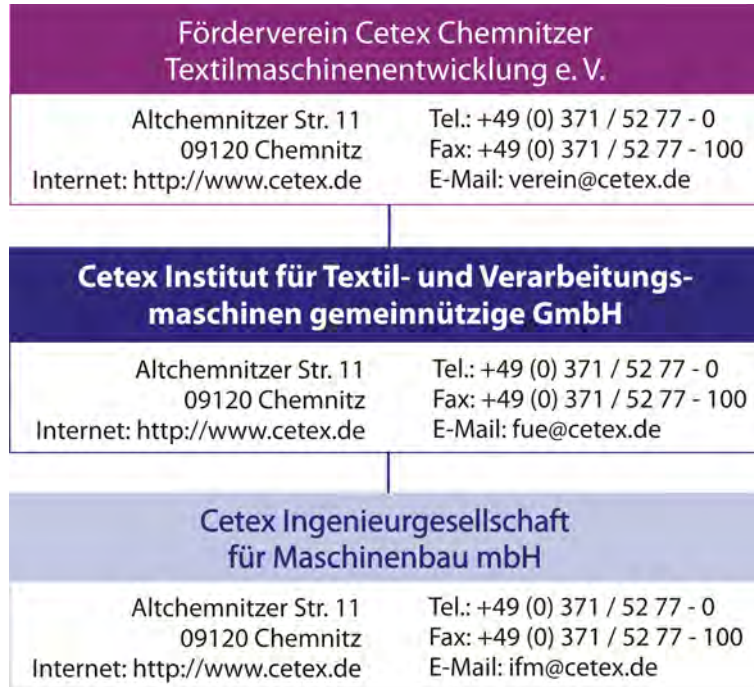 Förderverein Cetex Chemnitzer
Textilmaschinenentwicklung e. V.
Altchemnitzer Str. 11
09120 Chemnitz
Internet: http://www.cetex.de
Tel.: +49 (0) 371 / 52 77 - 0
Fax: +49 (0) 371 / 52 77 - 100
E-Mail: verein@cetex.de
Cetex Institut für Textil- und Verarbeitungs-
maschinen gemeinnützige GmbH
Altchemnitzer Str. 11
09120 Chemnitz
Internet: http://www.cetex.de
Tel.: +49 (0) 371 / 52 77 - 0
Fax: +49 (0) 371 / 52 77 - 100
E-Mail: fue@cetex.de
Cetex Ingenieurgesellschaft
für Maschinenbau mbH
Altchemnitzer Str. 11
09120 Chemnitz
Internet: http://www.cetex.de
Tel.: +49 (0) 371 / 52 77 - 0
Fax: +49 (0) 371 / 52 77 - 100
E-Mail: ifm@cetex.de